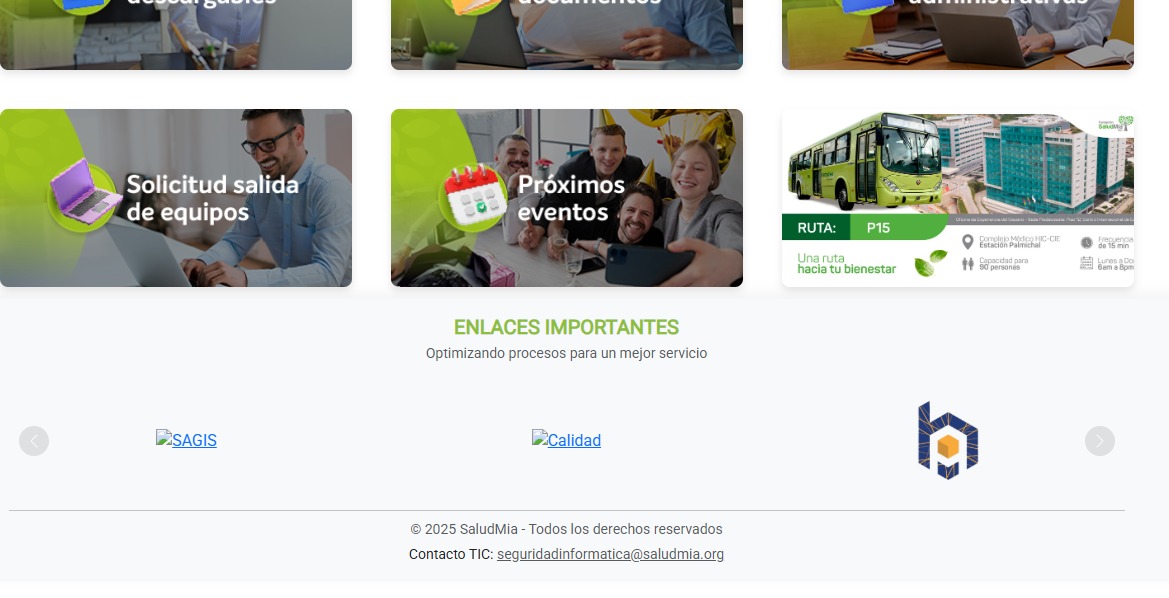 descargables
documentos
administrativas
Solicitud salida
de equipos
Próximos
eventos
SaludMia
RUTA: P15
Una ruta
hacia tu bienestar
Complejo Médico HIC-CIE
Estación Palmichal
Capacidad para
90 personas
Frecuencia
de 15 min
Lunes a Do
6am a 8pm
ENLACES IMPORTANTES
Optimizando procesos para un mejor servicio
SAGIS
Calidad
© 2025 SaludMia - Todos los derechos reservados
Contacto TIC: seguridadinformatica@saludmia.org